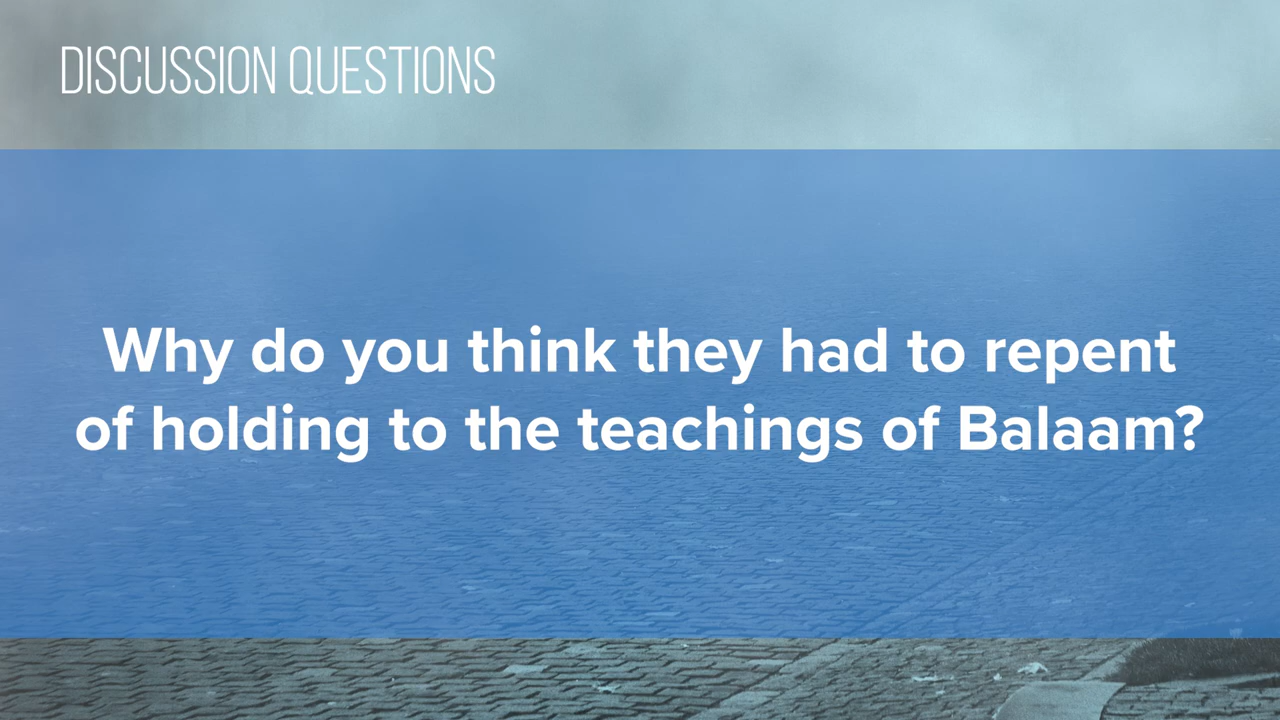 DISCUSSION QUESTIONS
Why do you think they had to repent
of holding to the teachings of Balaam?